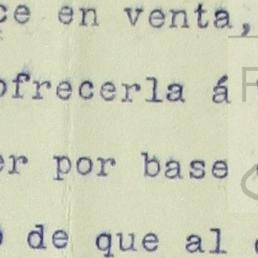 ce en venta,
ofrecerla á
er por base
de que al